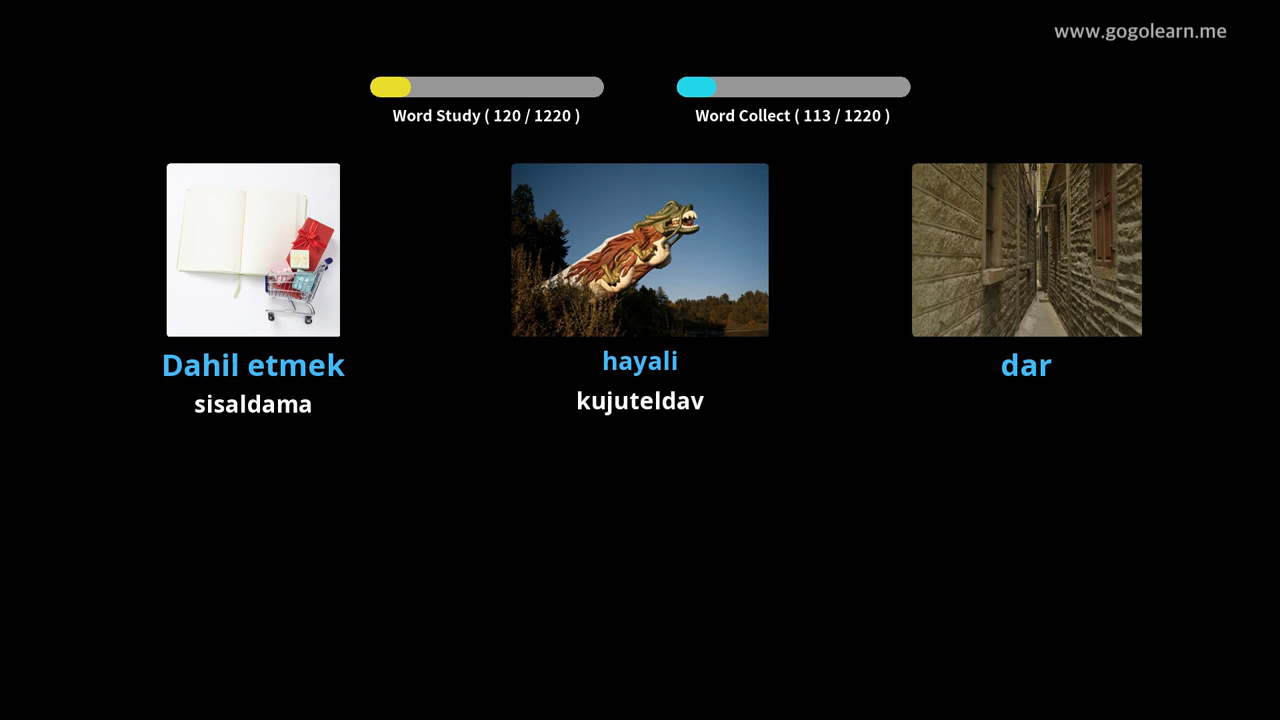 www.gogolearn.me
Word Study ( 120 / 1220 )
Word Collect ( 113 / 1220 )
Dahil etmek
sisaldama
hayali
kujuteldav
dar